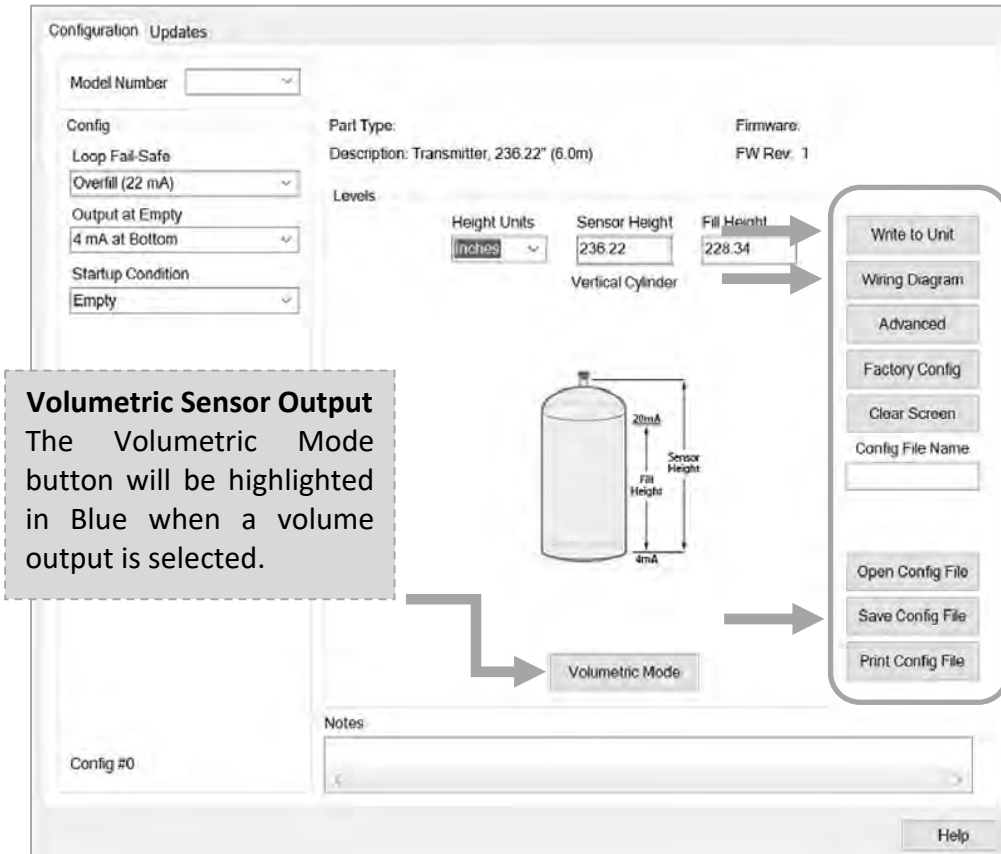 Configuration Updates
Model Number
Config
Loop Fail-Safe
Overfill (22 mA)
Output at Empty
4 mA at Bottom
Startup Condition
Empty
Part Type:
Description: Transmitter, 236.22" (6.0m)
Firmware:
FW Rev: 1
Levels
Height Units
Inches
Sensor Height
236.22
Fill Height
228.34
Vertical Cylinder
20mA
Sensor
Height
Fill
Height
4mA
Write to Unit
Wiring Diagram
Advanced
Factory Config
Clear Screen
Config File Name
Open Config File
Save Config File
Print Config File
Volumetric Sensor Output
The Volumetric Mode
button will be highlighted
in Blue when a volume
output is selected.
Volumetric Mode
Notes
Config #0
Help